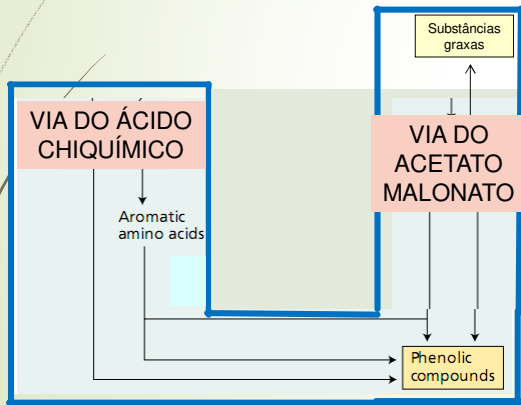 Substâncias
graxas
VIA DO ÁCIDO
CHIQUÍMICO
VIA DO
ACETATO
MALONATO
Aromatic
amino acids
Phenolic
compounds